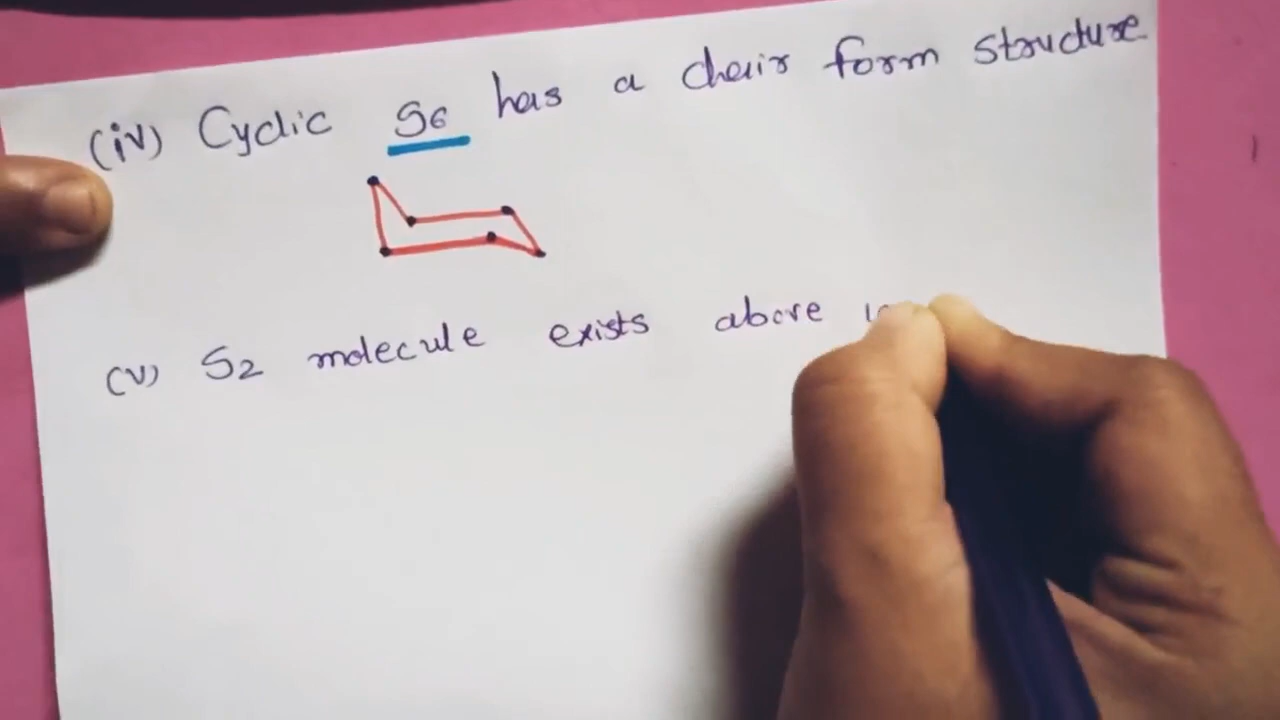 (iv) Cyclic S6 has a chair form structure
(v) S2 molecule exists above